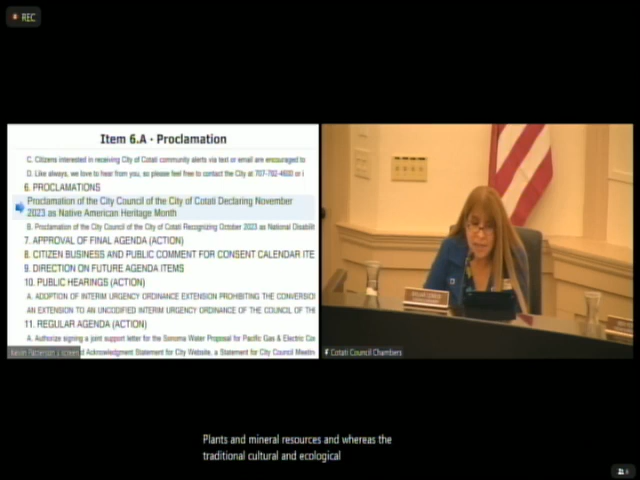 REC
Item 6.A · Proclamation
C. Citizens interested in receiving City of Cotati community alerts via text or email are encouraged to
D. Like always, we love to hear from you, so please feel free to contact the City at 707-792-4600 or i
6. PROCLAMATIONS
Proclamation of the City Council of the City of Cotati Declaring November
2023 as Native American Heritage Month
B. Proclamation of the City Council of the City of Cotati Recognizing October 2023 as National Disabilit
7. APPROVAL OF FINAL AGENDA (ACTION)
8. CITIZEN BUSINESS AND PUBLIC COMMENT FOR CONSENT CALENDAR ITE
9. DIRECTION ON FUTURE AGENDA ITEMS
10. PUBLIC HEARINGS (ACTION)
A. ADOPTION OF INTERIM URGENCY ORDINANCE EXTENSION PROHIBITING THE CONVERSIO
AN EXTENSION TO AN UNCODIFIED INTERIM URGENCY ORDINANCE OF THE COUNCIL OF TH
11. REGULAR AGENDA (ACTION)
A. Authorize signing a joint support letter for the Sonoma Water Proposal for Pacific Gas & Electric Co
d Acknowledgment Statement for City Website, a Statement for City Council Meetin
Kevin Patterson's screen
Cotati Council Chambers
Plants and mineral resources and whereas the
traditional cultural and ecological